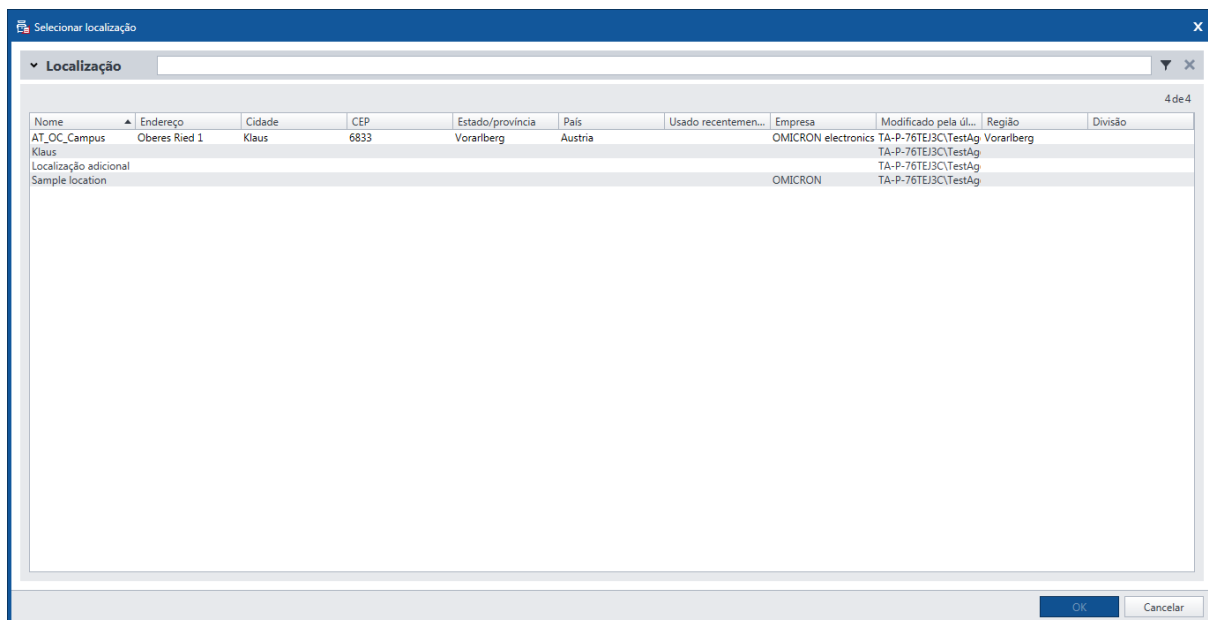 Selecionar localização
Localização
4 de 4
Nome Endereço Cidade CEP Estado/província País Usado recentemen... Empresa Modificado pela úl... Região Divisão
AT_OC_Campus Oberes Ried 1 Klaus 6833 Vorarlberg Austria OMICRON electronics TA-P-76TEJ3C\TestAg Vorarlberg
Klaus TA-P-76TEJ3C\TestAg
Localização adicional TA-P-76TEJ3C\TestAg
Sample location OMICRON TA-P-76TEJ3C\TestAg
OK Cancelar